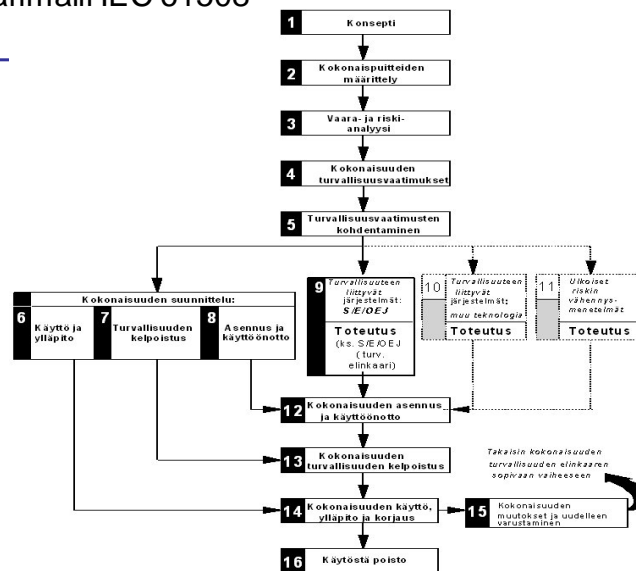 IEC 61508
1 Konsepti
2 Kokonaispuitteiden
määrittely
3 Vaara- ja riski-
analyysi
4 Kokonaisuuden
turvallisuusvaatimukset
5 Turvallisuusvaatimusten
kohdentaminen
Kokonaisuuden suunnittelu:
6 Käyttö ja
ylläpito
7 Turvallisuuden
kelpoistus
8 Asennus ja
käyttöönotto
9 Turvallisuuteen
liittyvät
järjestelmät:
S/E/OEJ
Toteutus
(ks. S/E/OEJ
( turv.
elinkaari)
10 Turvallisuuteen
liittyvät
järjestelmät;
muu teknologia
Toteutus
11 Ulkoiset
riskin
vähennys-
menetelmät
Toteutus
12 Kokonaisuuden asennus
ja käyttöönotto
13 Kokonaisuuden
turvallisuuden kelpoistus
Takaisin kokonaisuuden
turvallisuuden elinkaaren
sopivaan vaiheeseen
14 Kokonaisuuden käyttö,
ylläpito ja korjaus
15 Kokonaisuuden
muutokset ja uudelleen
varustaminen
16 Käytöstä poisto